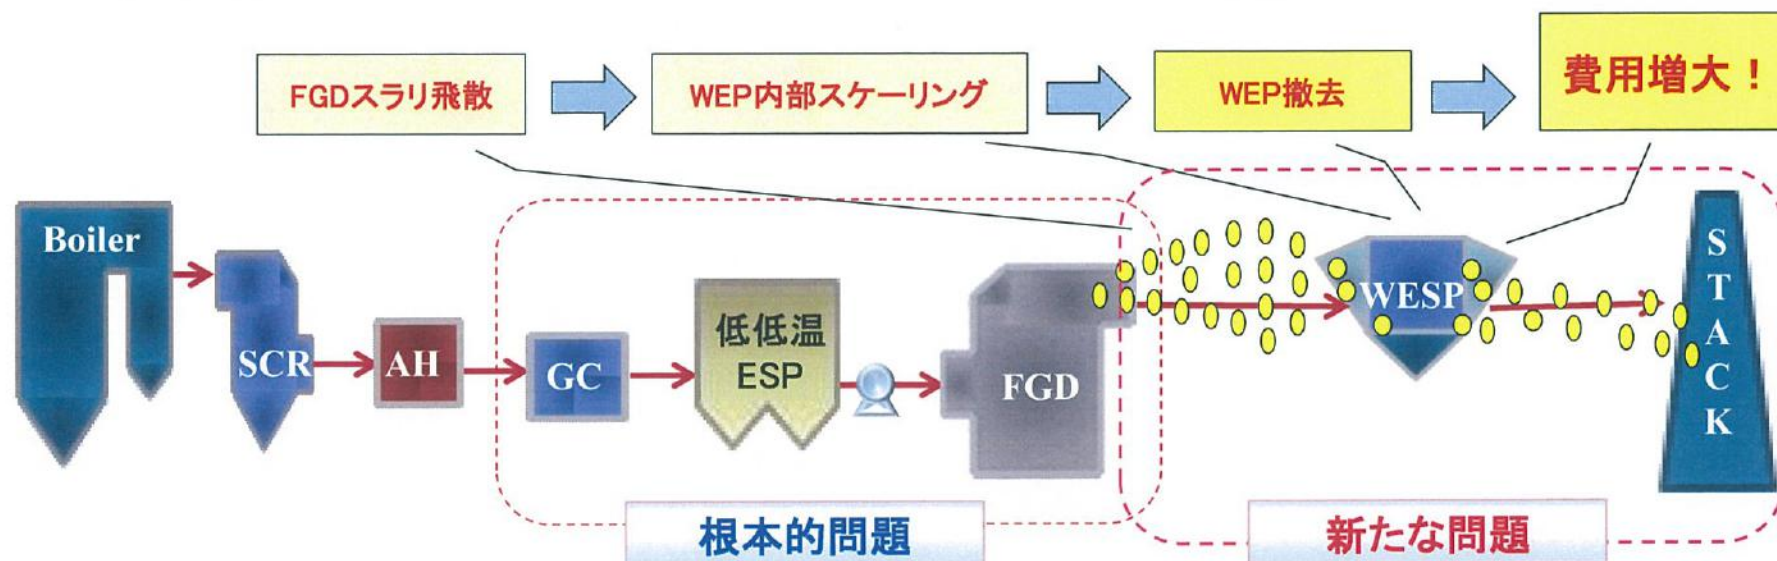 FGDスラリ飛散
WEP内部スケーリング
WEP撤去
費用増大！
Boiler
SCR
AH
GC
低低温
ESP
FGD
WESP
STACK
根本的問題
新たな問題